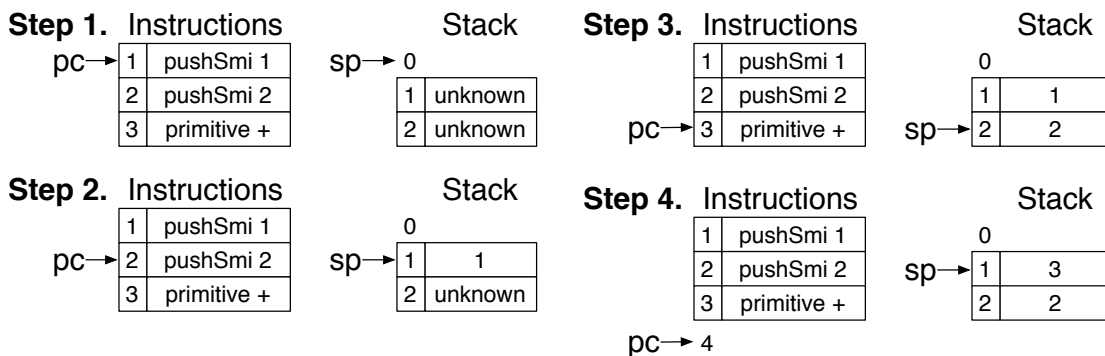 Step 1. Instructions Stack
pc 1 pushSmi 1 sp 0
2 pushSmi 2 1 unknown
3 primitive + 2 unknown
Step 2. Instructions Stack
1 pushSmi 1 0
pc 2 pushSmi 2 sp 1 1
3 primitive + 2 unknown
Step 3. Instructions Stack
1 pushSmi 1 0
2 pushSmi 2 1 1
pc 3 primitive + sp 2 2
Step 4. Instructions Stack
1 pushSmi 1 0
2 pushSmi 2 sp 1 3
3 primitive + 2 2
pc 4